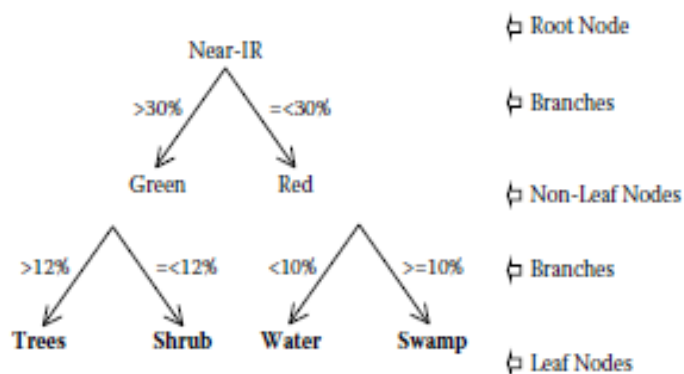 Root Node
Near-IR
>30% =<30%
Branches
Green Red
Non-Leaf Nodes
>12% =<12% <10% >=10%
Branches
Trees Shrub Water Swamp
Leaf Nodes